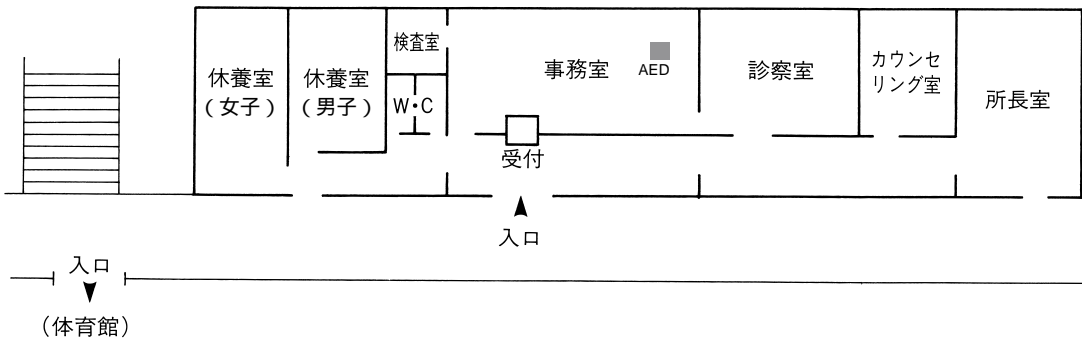 休養室
(女子)
休養室
(男子)
検査室
W・C
事務室
AED
受付
診察室
カウンセ
リング室
所長室
入口
入口
(体育館)